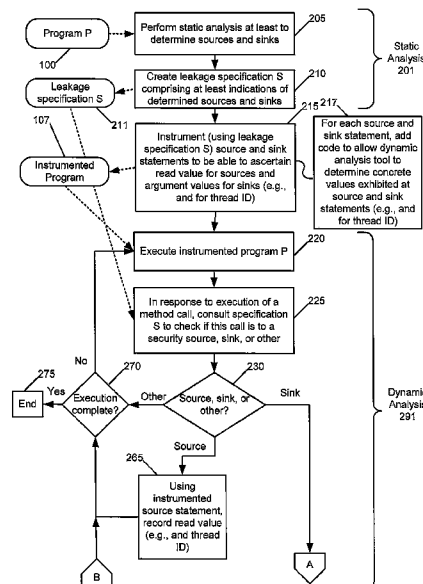 Program P
100
Perform static analysis at least to
determine sources and sinks
205
Static
Analysis
201
Leakage
specification S
211
Create leakage specification S
comprising at least indications of
determined sources and sinks
210
107
Instrumented
Program
Instrument (using leakage
specification S) source and sink
statements to be able to ascertain
read value for sources and
argument values for sinks (e.g.,
and for thread ID)
215
217
For each source and
sink statement, add
code to allow dynamic
analysis tool to
determine concrete
values exhibited at
source and sink
statements (e.g., and
for thread ID)
Execute instrumented program P
220
In response to execution of a
method call, consult specification
S to check if this call is to a
security source, sink, or other
225
No
275
End
Yes
Execution
complete?
270
Other
Source, sink, or
other?
230
Sink
Dynamic
Analysis
291
Source
265
Using
instrumented
source statement,
record read value
(e.g., and thread
ID)
A
B